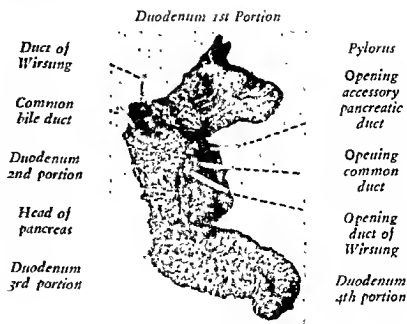 Duodenum 1st Portion
Duct of
Wirsung
Common
bile duct
Duodenum
2nd portion
Head of
pancreas
Duodenum
3rd portion
Pylorus
Opening
accessory
pancreatic
duct
Opening
common
duct
Opening
duct of
Wirsung
Duodenum
4th portion